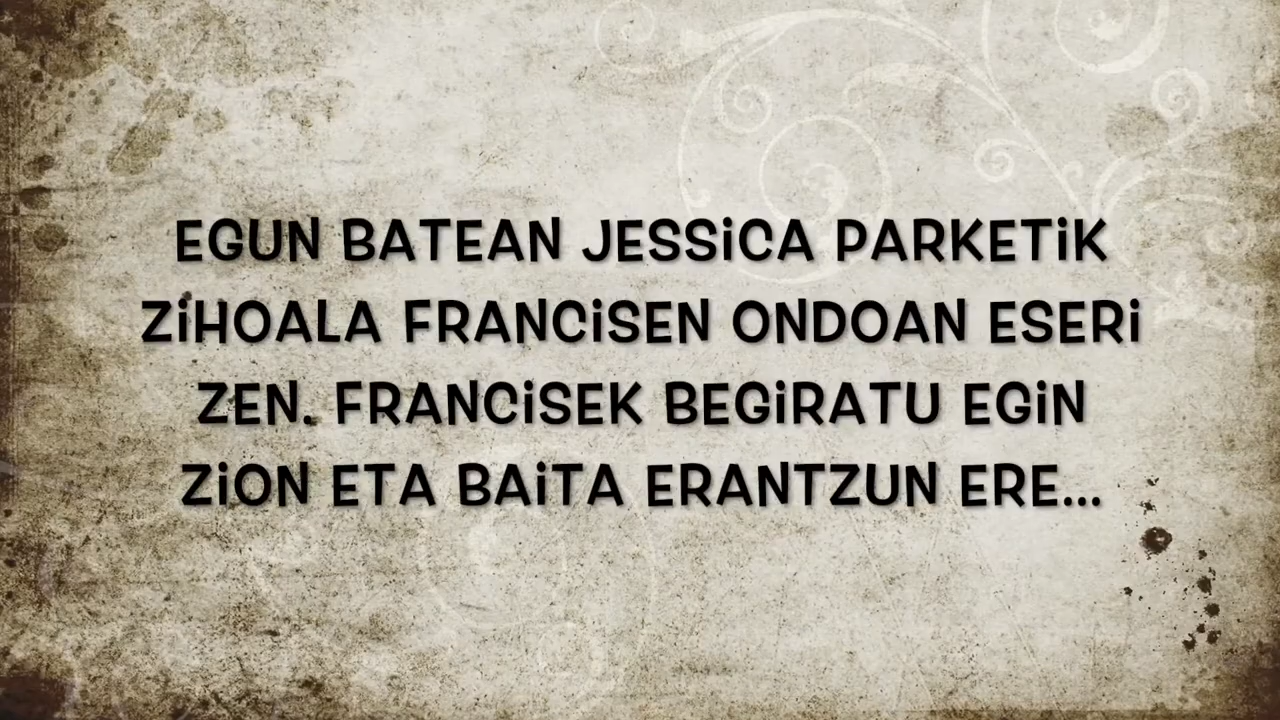 EGUN BATEAN JESSiCA PARKETiK
ZiHOALA FRANCiSEN ONDOAN ESERi
ZEN. FRANCiSEK BEGiRATU EGiN
ZiON ETA BAiTA ERANTZUN ERE...